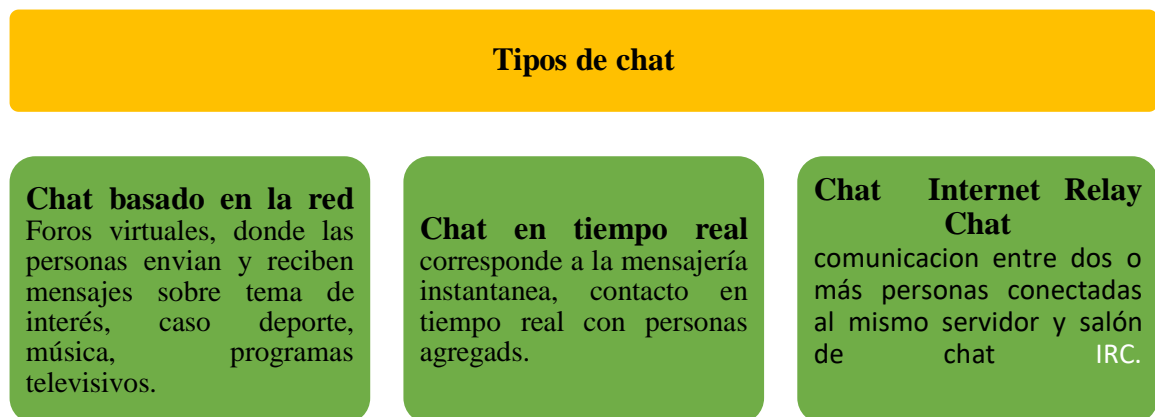 Tipos de chat
Chat basado en la red
Foros virtuales, donde las
personas envian y reciben
mensajes sobre tema de
interés, caso deporte,
música, programas
televisivos.
Chat en tiempo real
corresponde a la mensajería
instantanea, contacto en
tiempo real con personas
agregads.
Chat Internet Relay
Chat
comunicacion entre dos o
más personas conectadas
al mismo servidor y salón
de chat IRC.